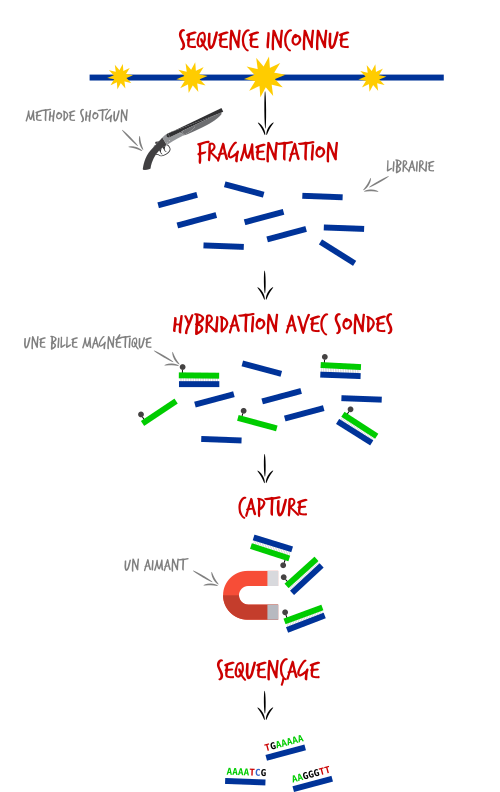 SEQUENCE INCONNUE
METHODE SHOTGUN
FRAGMENTATION
LIBRAIRIE
HYBRIDATION AVEC SONDES
UNE BILLE MAGNÉTIQUE
CAPTURE
UN AIMANT
SEQUENÇAGE
TGAAAAA
AAAATCG
AAGGGTT